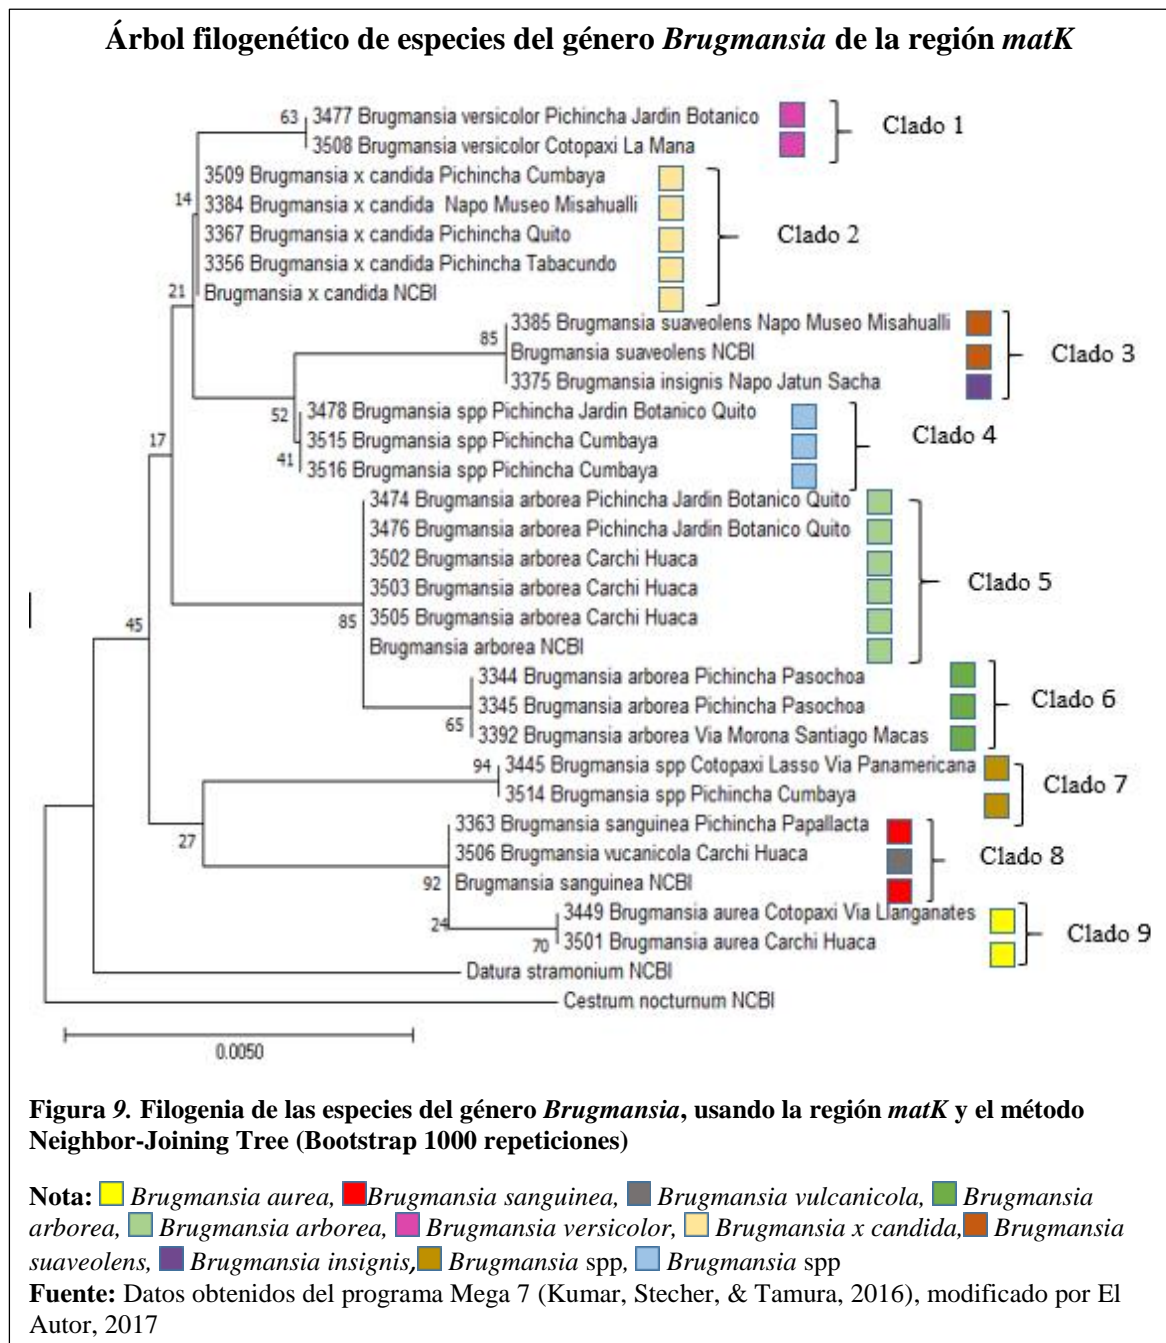 Árbol filogenético de especies del género Brugmansia de la región matK
63
3477 Brugmansia versicolor Pichincha Jardin Botanico
3508 Brugmansia versicolor Cotopaxi La Mana
Clado 1
14
3509 Brugmansia x candida Pichincha Cumbaya
3384 Brugmansia x candida Napo Museo Misahualli
3367 Brugmansia x candida Pichincha Quito
3356 Brugmansia x candida Pichincha Tabacundo
Brugmansia x candida NCBI
Clado 2
21
85
3385 Brugmansia suaveolens Napo Museo Misahualli
Brugmansia suaveolens NCBI
3375 Brugmansia insignis Napo Jatun Sacha
Clado 3
52
3478 Brugmansia spp Pichincha Jardin Botanico Quito
3515 Brugmansia spp Pichincha Cumbaya
3516 Brugmansia spp Pichincha Cumbaya
41
Clado 4
17
3474 Brugmansia arborea Pichincha Jardin Botanico Quito
3476 Brugmansia arborea Pichincha Jardin Botanico Quito
3502 Brugmansia arborea Carchi Huaca
3503 Brugmansia arborea Carchi Huaca
3505 Brugmansia arborea Carchi Huaca
Brugmansia arborea NCBI
85
Clado 5
45
3344 Brugmansia arborea Pichincha Pasochoa
3345 Brugmansia arborea Pichincha Pasochoa
3392 Brugmansia arborea Via Morona Santiago Macas
65
Clado 6
94
3445 Brugmansia spp Cotopaxi Lasso Via Panamericana
3514 Brugmansia spp Pichincha Cumbaya
Clado 7
27
3363 Brugmansia sanguinea Pichincha Papallacta
3506 Brugmansia vucanicola Carchi Huaca
Brugmansia sanguinea NCBI
92
Clado 8
24
3449 Brugmansia aurea Cotopaxi Via Llanganates
3501 Brugmansia aurea Carchi Huaca
70
Clado 9
Datura stramonium NCBI
Cestrum nocturnum NCBI
0.0050
Figura 9. Filogenia de las especies del género Brugmansia, usando la región matK y el método
Neighbor-Joining Tree (Bootstrap 1000 repeticiones)
Nota: Brugmansia aurea, Brugmansia sanguinea, Brugmansia vulcanicola, Brugmansia
arborea, Brugmansia arborea, Brugmansia versicolor, Brugmansia x candida, Brugmansia
suaveolens, Brugmansia insignis, Brugmansia spp, Brugmansia spp
Fuente: Datos obtenidos del programa Mega 7 (Kumar, Stecher, & Tamura, 2016), modificado por El
Autor, 2017